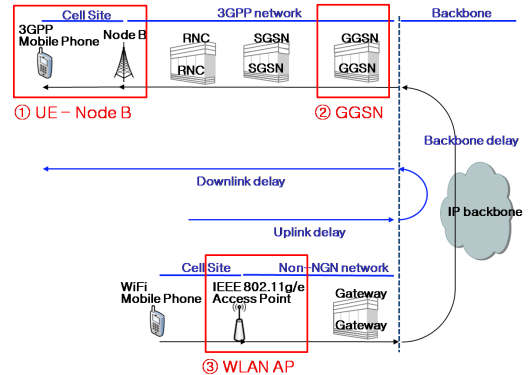 Cell Site
3GPP network
Backbone
3GPP
Mobile Phone
Node B
RNC
RNC
SGSN
SGSN
GGSN
GGSN
① UE – Node B
② GGSN
Backbone delay
Downlink delay
IP backbone
Uplink delay
Cell Site
Non-NGN network
WiFi
Mobile Phone
IEEE 802.11g/e
Access Point
Gateway
Gateway
③ WLAN AP